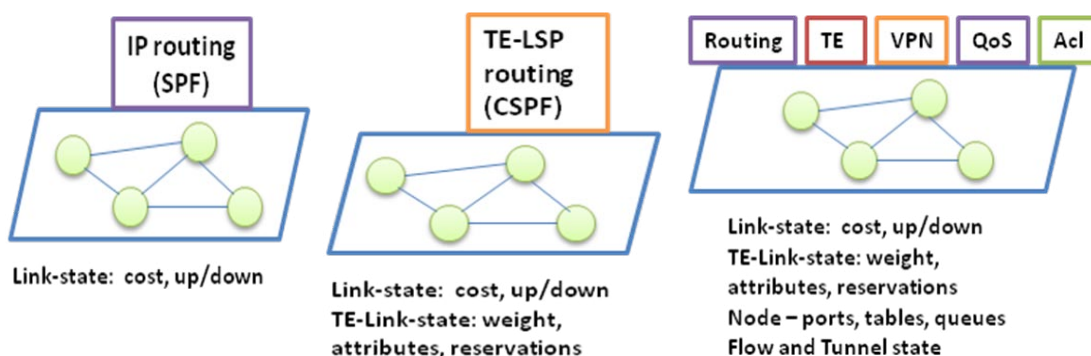 IP routing
(SPF)
Link-state: cost, up/down
TE-LSP
routing
(CSPF)
Link-state: cost, up/down
TE-Link-state: weight,
attributes, reservations
Routing
TE
VPN
QoS
Acl
Link-state: cost, up/down
TE-Link-state: weight,
attributes, reservations
Node – ports, tables, queues
Flow and Tunnel state